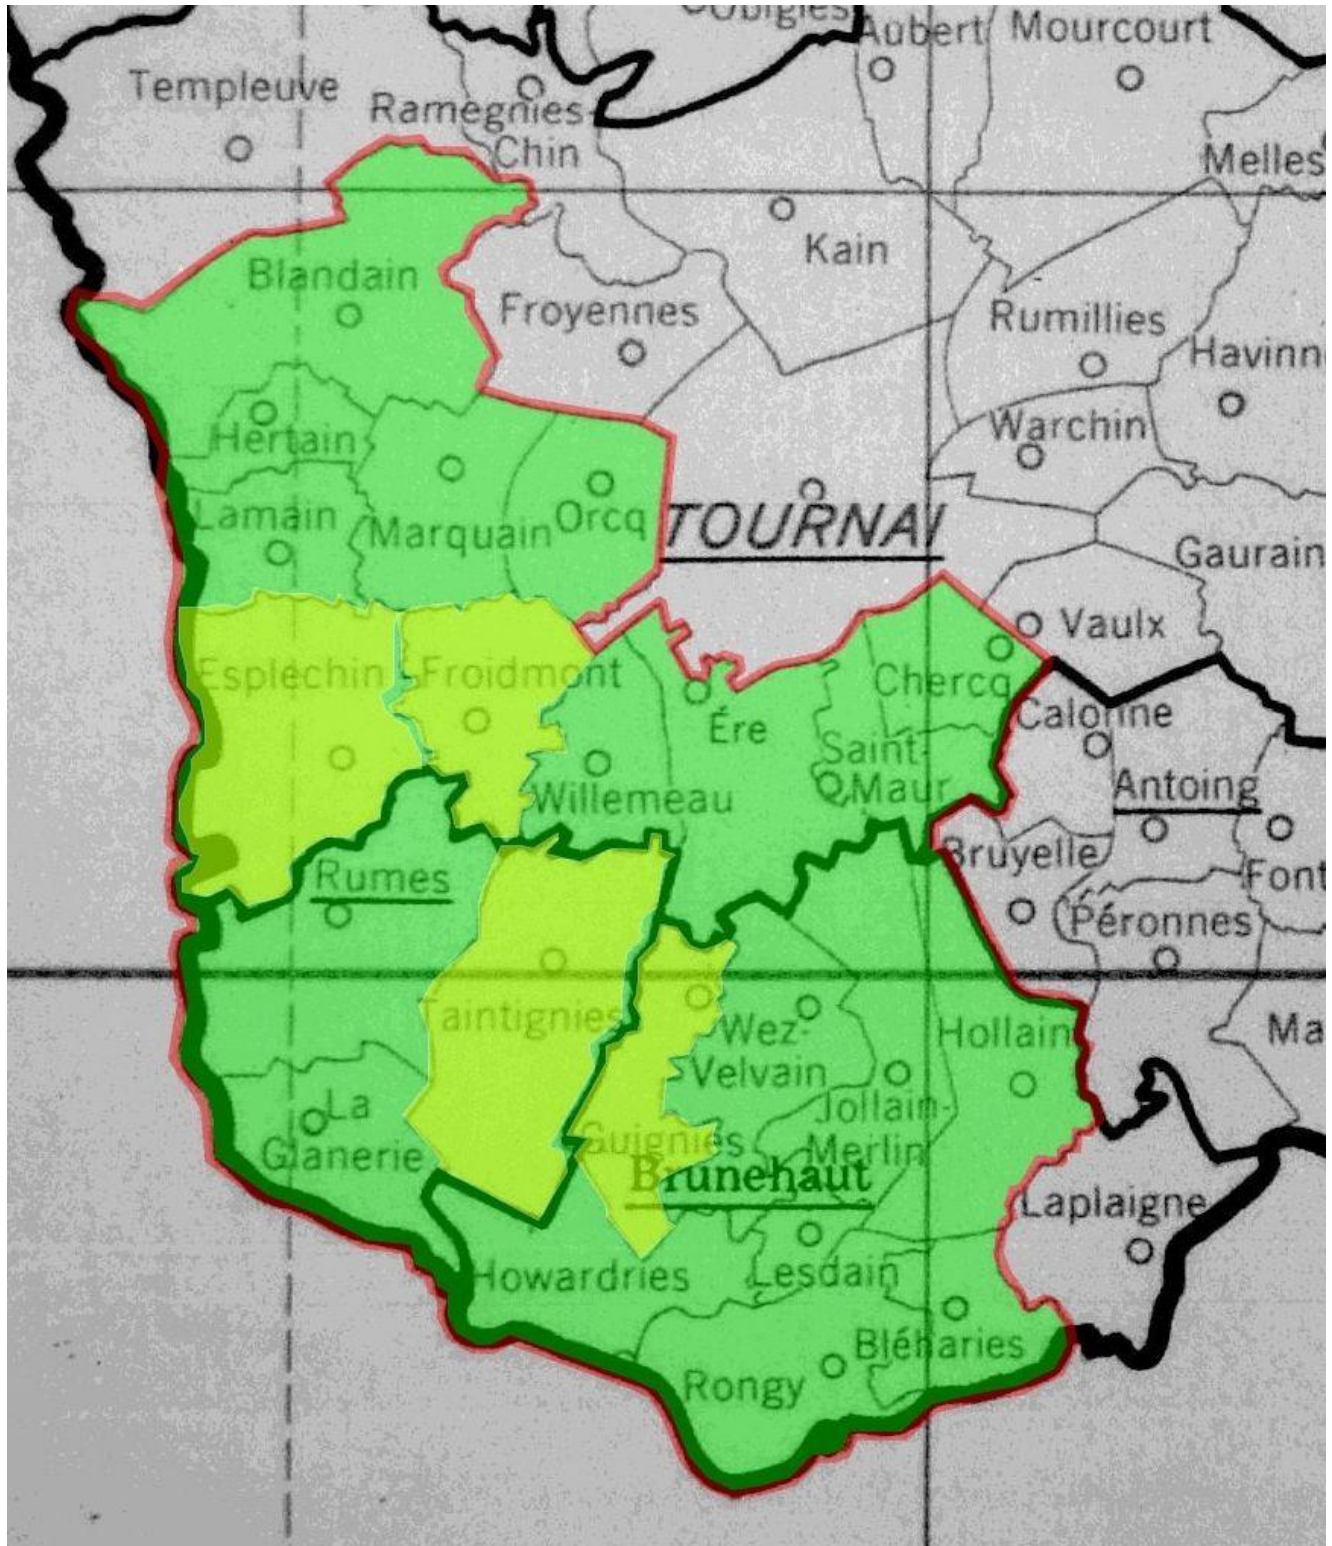 Obigies
Aubert
Mourcourt
Templeuve
Ramegnies-
Chin
Melles
Kain
Blandain
Froyennes
Rumillies
Havinn
Hertain
Warchin
Lamain
Marquain
Orcq
TOURNAI
Gaurain
Vaulx
Esplechin
Froidmont
Chercq
Ére
Calonne
Saint-
Maur
Willemeau
Antoing
Rumes
Bruyelle
Font
Péronnes
Taintignies
Wez-
Velvain
Hollain
Ma
La
Glanerie
Jollain-
Merlin
Guignies
Brunehaut
Laplaigne
Howardries
Lesdain
Bléharies
Rongy